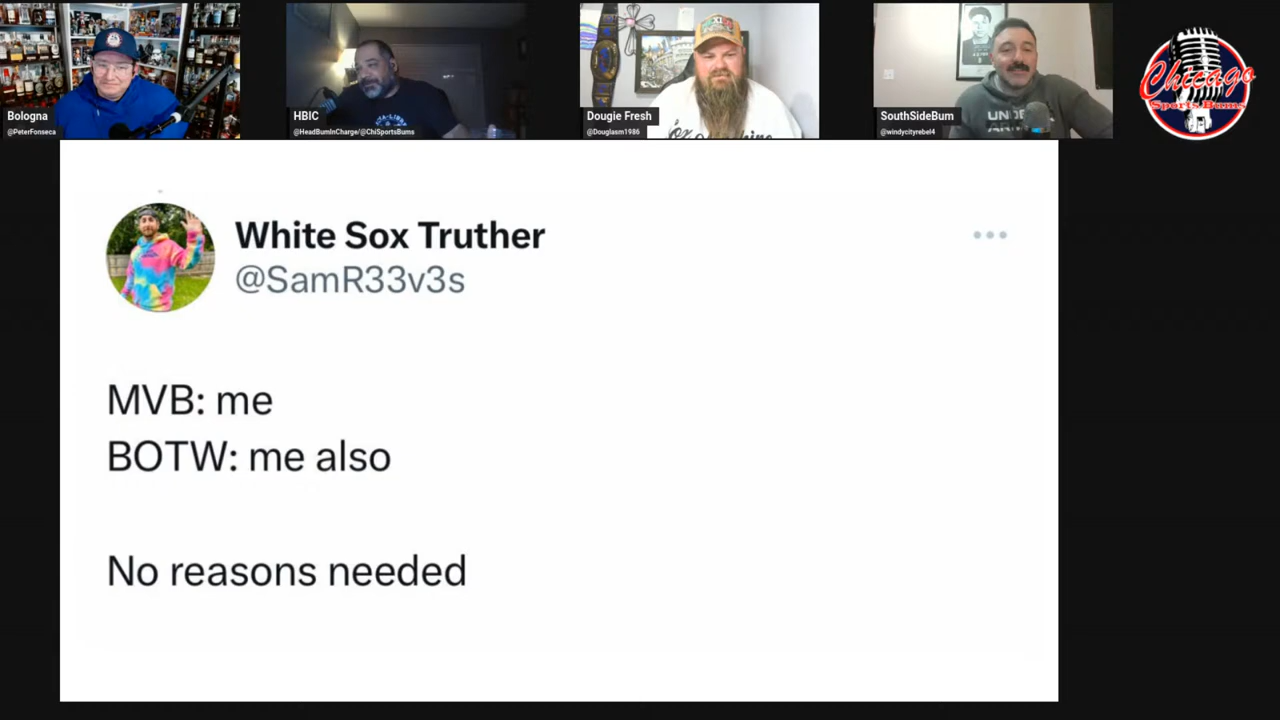 Bologna
@PeterFonseca
HBIC
@HeadBumInCharge/@ChiSportsBums
Dougie Fresh
@Douglasm1986
SouthSideBum
@windycityrebel4
Chicago
Sports Bums
UNDE
White Sox Truther
@SamR33v3s
MVB: me
BOTW: me also
No reasons needed